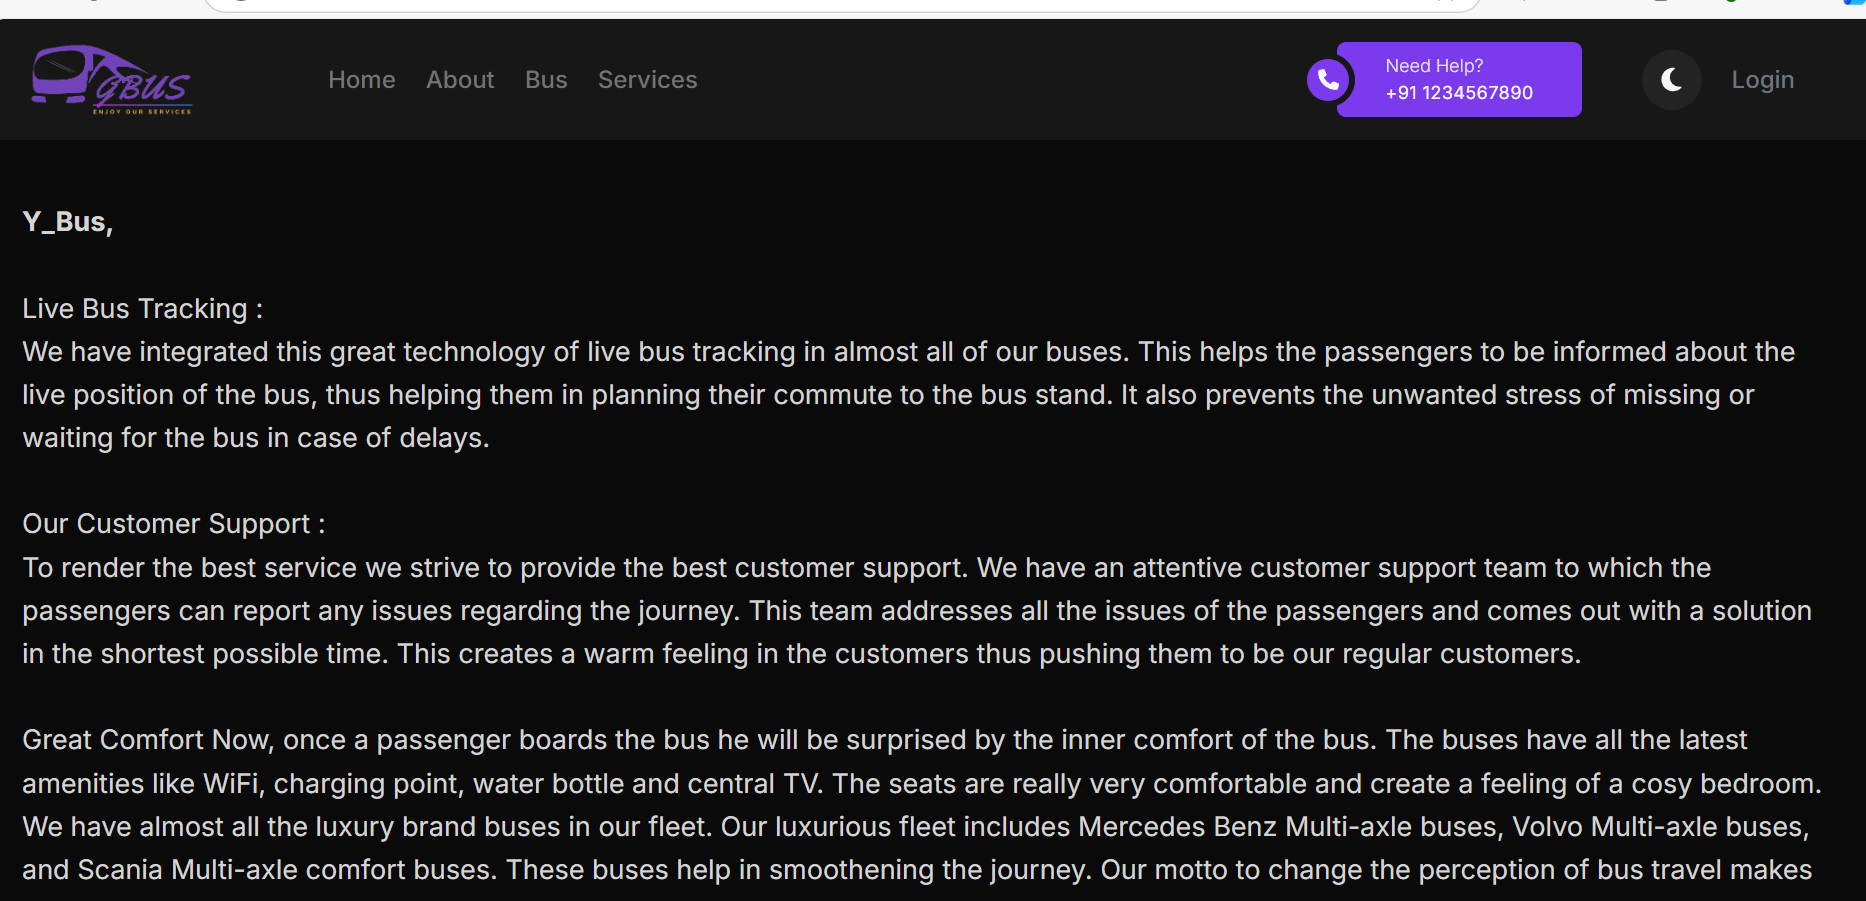 GBUS
ENJOY OUR SERVICES
Home About Bus Services
Need Help?
+91 1234567890
Login
Y_Bus,
Live Bus Tracking :
We have integrated this great technology of live bus tracking in almost all of our buses. This helps the passengers to be informed about the
live position of the bus, thus helping them in planning their commute to the bus stand. It also prevents the unwanted stress of missing or
waiting for the bus in case of delays.
Our Customer Support :
To render the best service we strive to provide the best customer support. We have an attentive customer support team to which the
passengers can report any issues regarding the journey. This team addresses all the issues of the passengers and comes out with a solution
in the shortest possible time. This creates a warm feeling in the customers thus pushing them to be our regular customers.
Great Comfort Now, once a passenger boards the bus he will be surprised by the inner comfort of the bus. The buses have all the latest
amenities like WiFi, charging point, water bottle and central TV. The seats are really very comfortable and create a feeling of a cosy bedroom.
We have almost all the luxury brand buses in our fleet. Our luxurious fleet includes Mercedes Benz Multi-axle buses, Volvo Multi-axle buses,
and Scania Multi-axle comfort buses. These buses help in smoothening the journey. Our motto to change the perception of bus travel makes